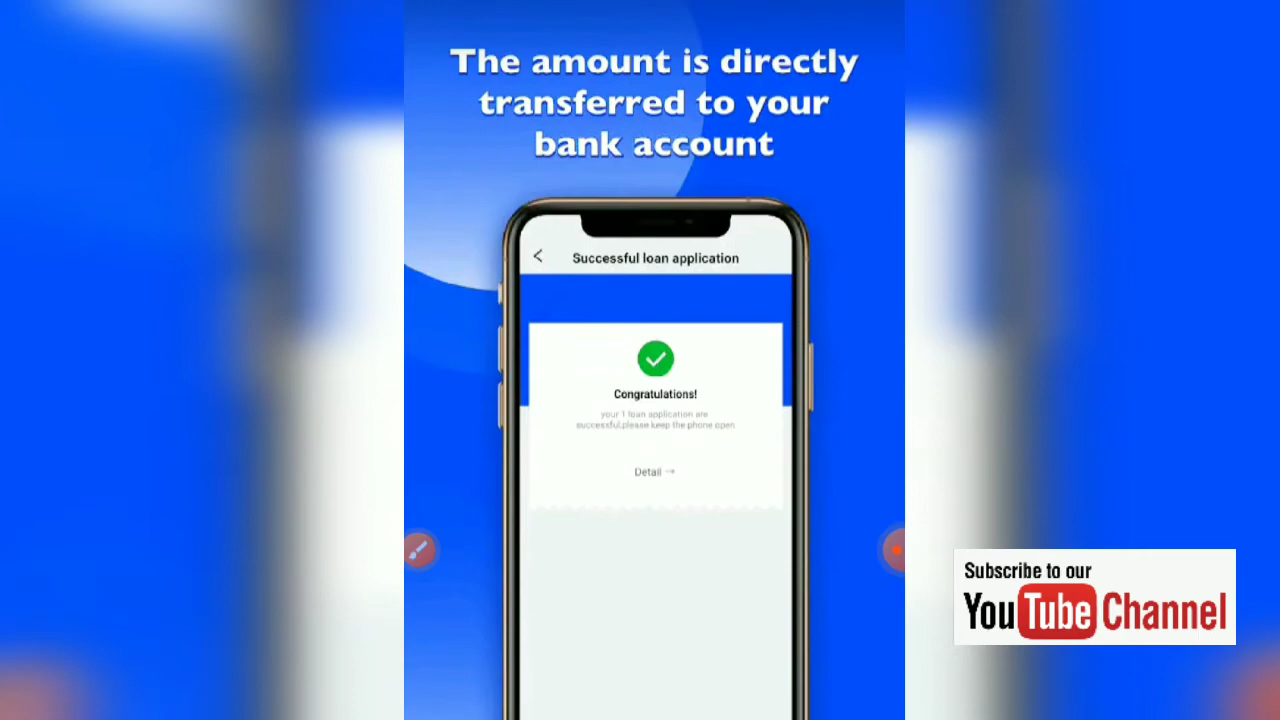 The amount is directly
transferred to your
bank account
Successful loan application
Congratulations!
your 1 loan application are
successful,please keep the phone open
Detail →
Subscribe to our
YouTube Channel